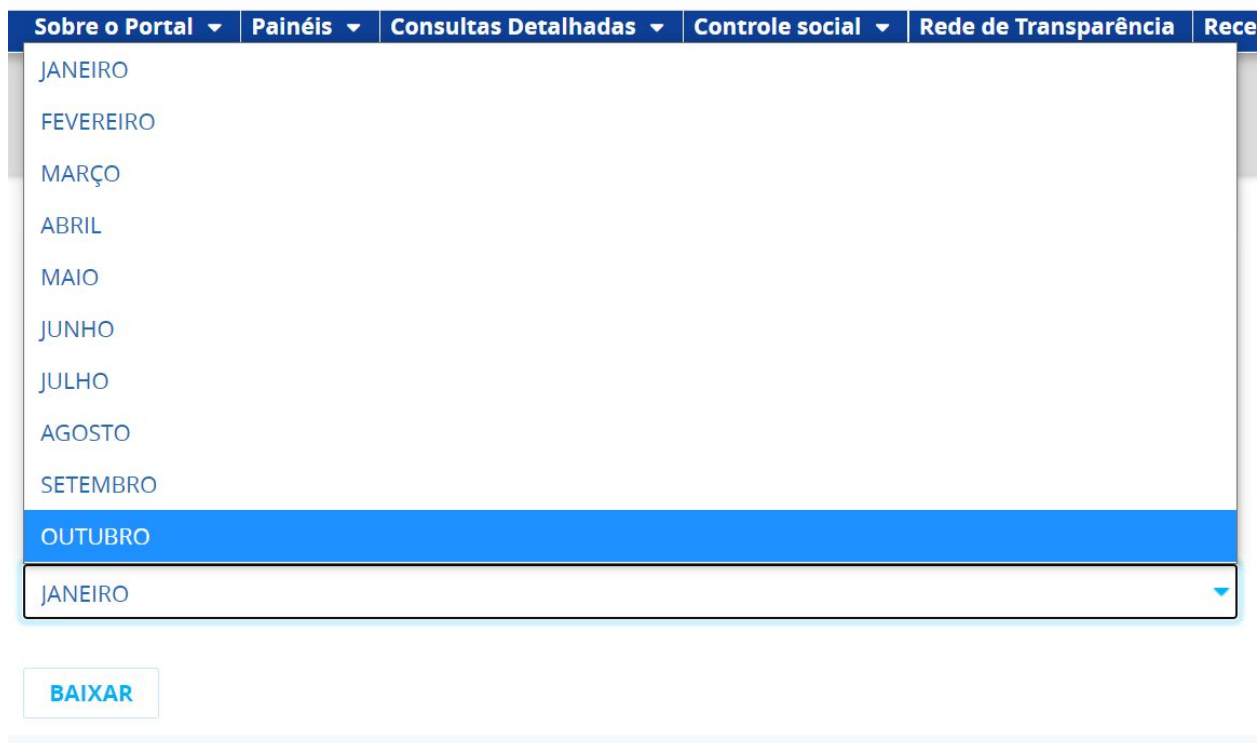 Sobre o Portal Painéis Consultas Detalhadas Controle social Rede de Transparência Rece
JANEIRO
FEVEREIRO
MARÇO
ABRIL
MAIO
JUNHO
JULHO
AGOSTO
SETEMBRO
OUTUBRO
JANEIRO
BAIXAR